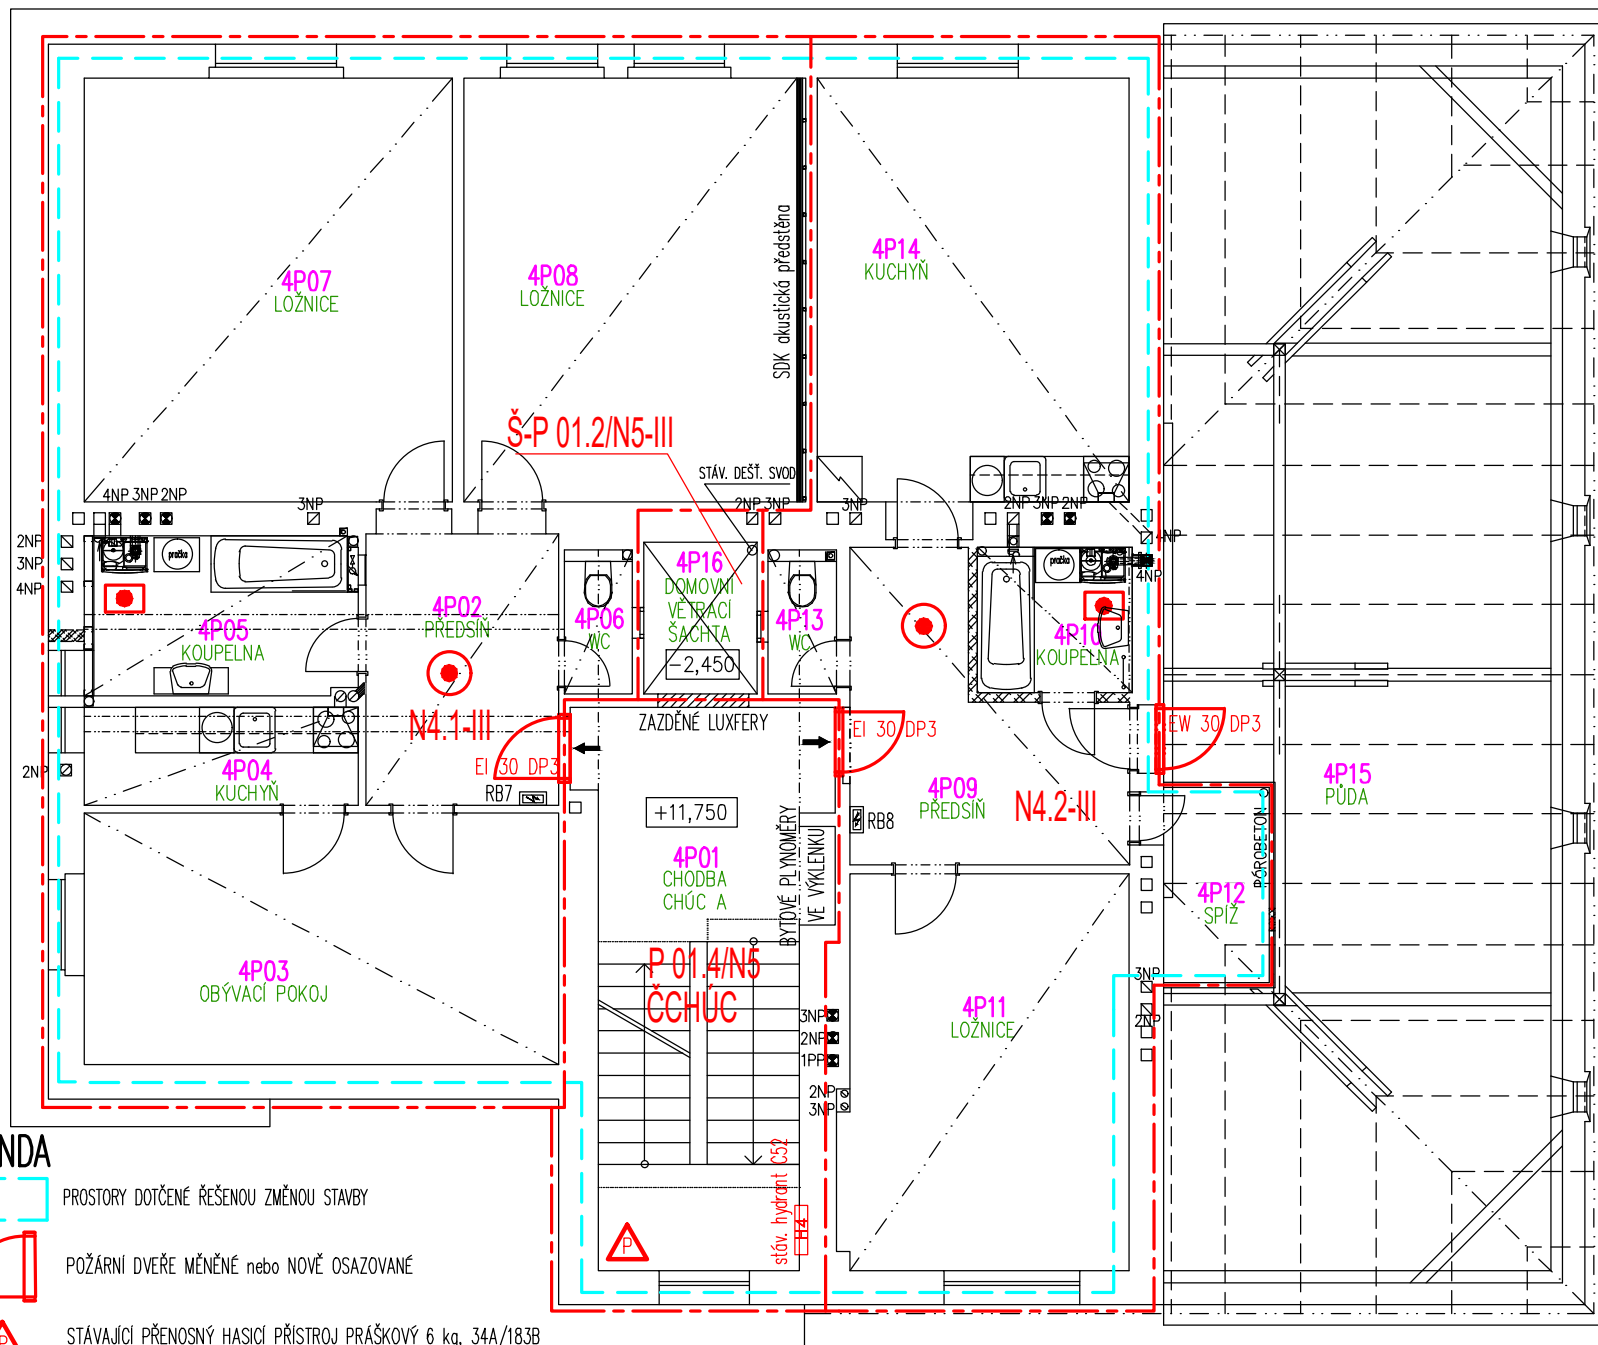 4P07
LOŽNICE
4P08
LOŽNICE
SDK akustická předstěna
4P14
KUCHYŇ
Š-P 01.2/N5-III
STÁV. DEŠŤ. SVOD
4NP 3NP 2NP
3NP
2NP 3NP
3NP
2NP 3NP 2NP
4NP
4NP
2NP
3NP
4NP
pračka
4P05
KOUPELNA
4P02
PŘEDSÍŇ
4P06
WC
4P16
DOMOVNÍ
VĚTRACÍ
ŠACHTA
-2,450
4P13
WC
pračka
4P10
KOUPELNA
N4.1-III
ZAZDĚNÉ LUXFERY
EI 30 DP3
EI 30 DP3
EW 30 DP3
2NP
4P04
KUCHYŇ
RB7
+11,750
4P01
CHODBA
CHÚC A
BYTOVÉ PLYNOMĚRY
VE VÝKLENKU
RB8
4P09
PŘEDSÍŇ
N4.2-III
4P15
PŮDA
PÓROBETON
4P12
SPÍŽ
4P03
OBÝVACÍ POKOJ
P 01.4/N5
ČCHÚC
3NP
2NP
1PP
2NP
3NP
4P11
LOŽNICE
3NP
2NP
stáv. hydrant C52
H4
P
NDA
PROSTORY DOTČENÉ ŘEŠENOU ZMĚNOU STAVBY
POŽÁRNÍ DVEŘE MĚNĚNÉ nebo NOVĚ OSAZOVANÉ
P
STÁVAJÍCÍ PŘENOSNÝ HASICÍ PŘÍSTROJ PRÁŠKOVÝ 6 kg, 34A/183B